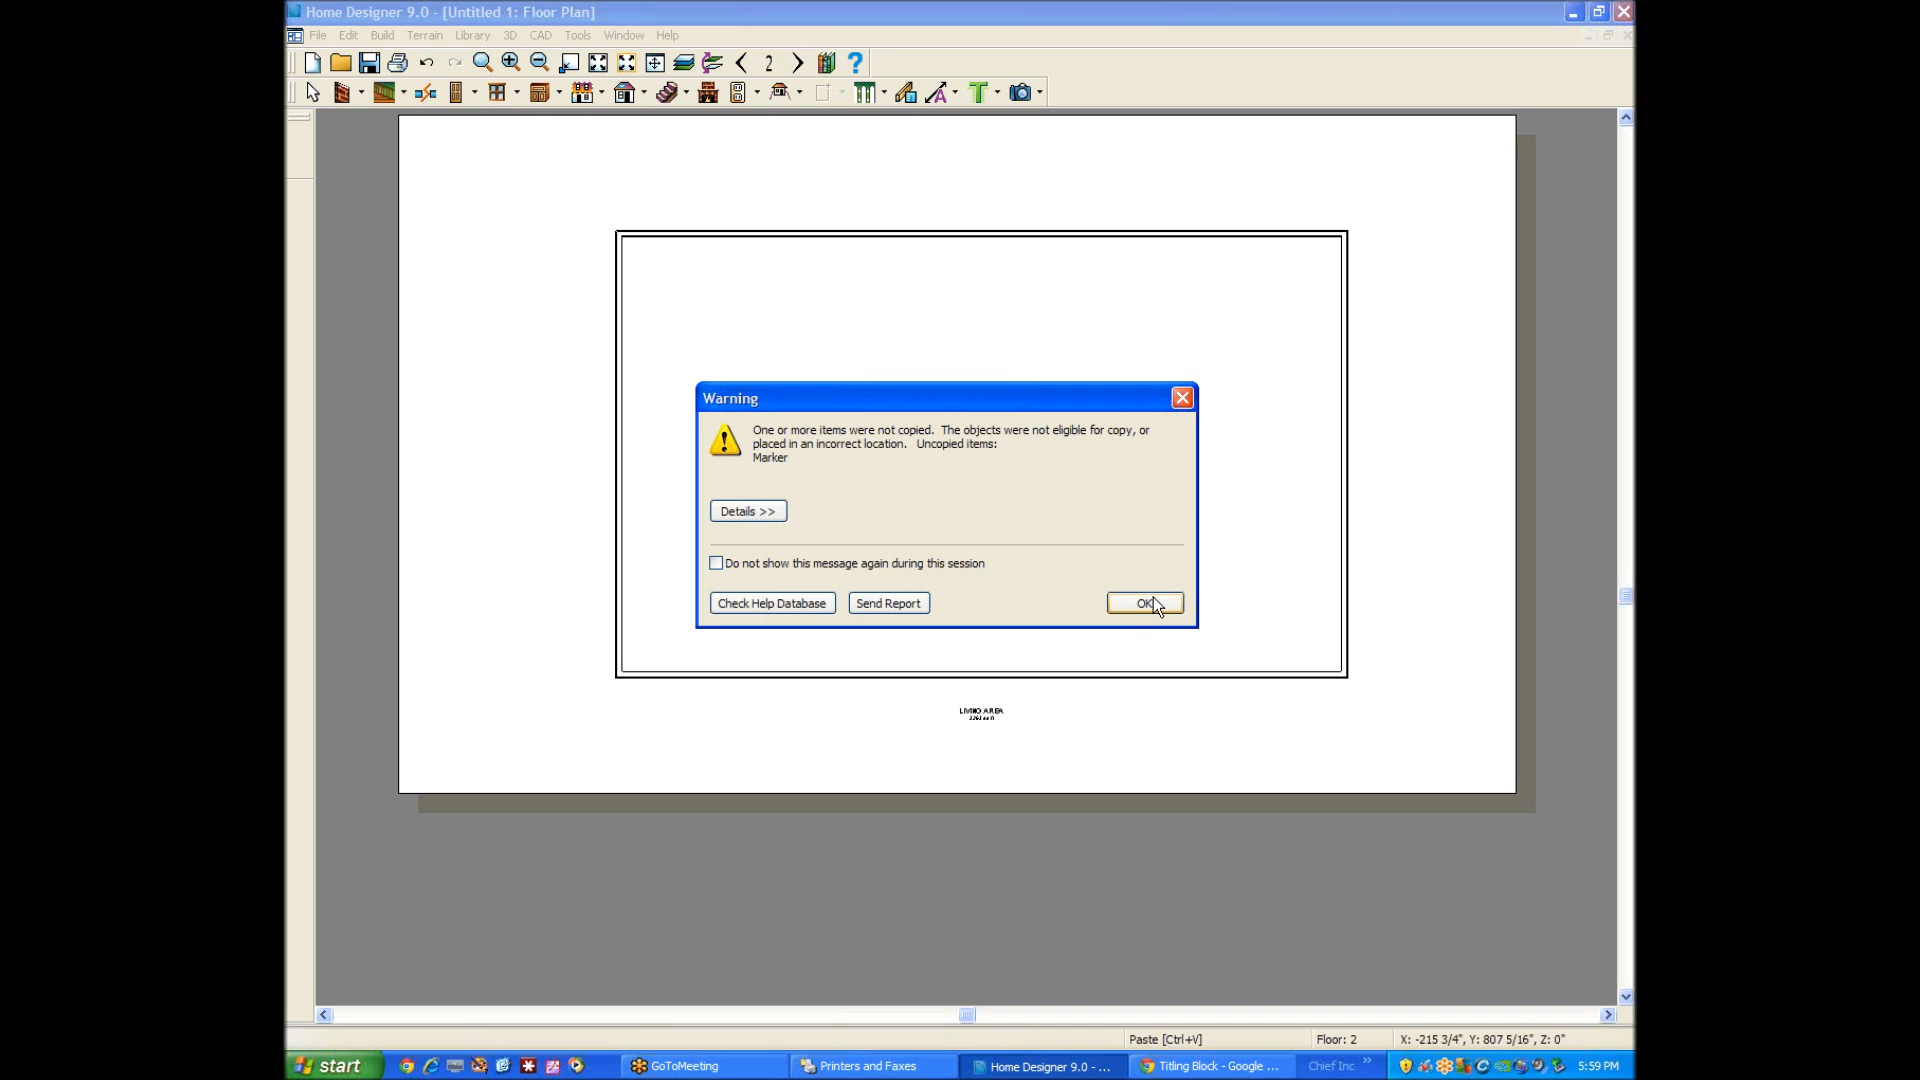 Home Designer 9.0 - [Untitled 1: Floor Plan]
File Edit Build Terrain Library 3D CAD Tools Window Help
2
Warning
One or more items were not copied. The objects were not eligible for copy, or
placed in an incorrect location. Uncopied items:
Marker
Details >>
Do not show this message again during this session
Check Help Database Send Report OK
LIVING AREA
Paste [Ctrl+V] Floor: 2 X: -215 3/4", Y: 807 5/16", Z: 0"
start GoToMeeting Printers and Faxes Home Designer 9.0 - ... Titling Block - Google ... Chief Inc 5:59 PM